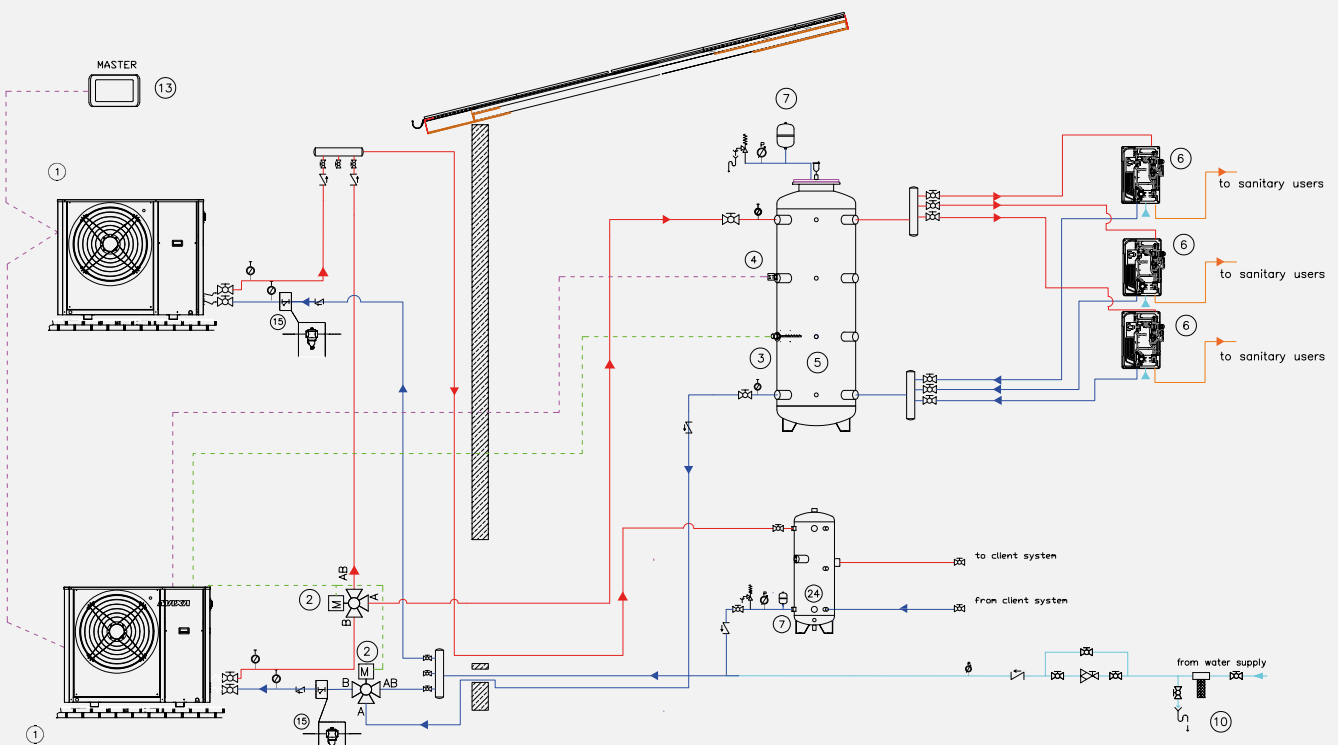 MASTER
13
1
7
P
6
to sanitary users
4
6
to sanitary users
15
3
5
6
to sanitary users
MAXA
AB
2
M
A
B
2
M
B
AB
A
15
1
24
7
P
to client system
from client system
from water supply
10